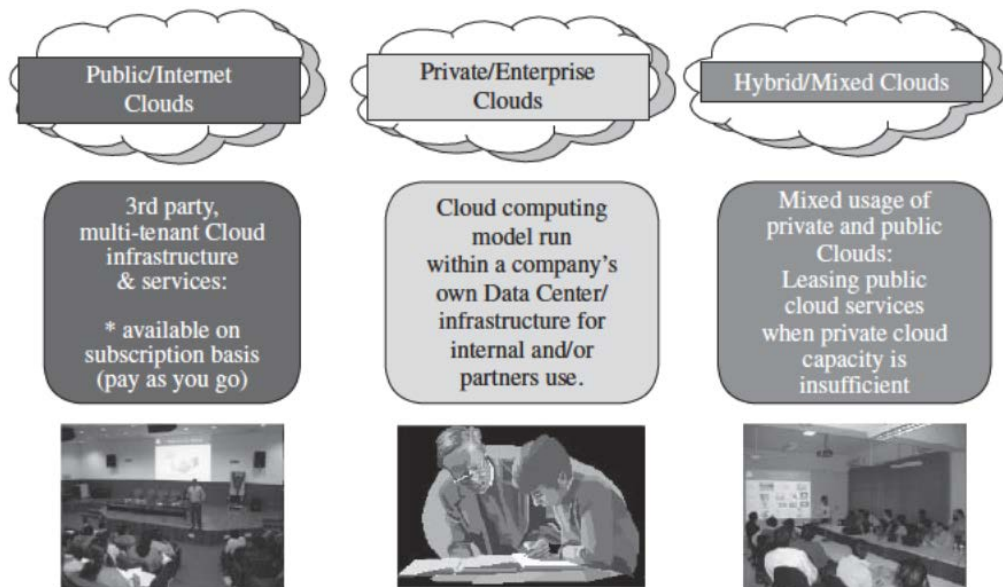 Public/Internet
Clouds
Private/Enterprise
Clouds
Hybrid/Mixed Clouds
3rd party,
multi-tenant Cloud
infrastructure
& services:
* available on
subscription basis
(pay as you go)
Cloud computing
model run
within a company's
own Data Center/
infrastructure for
internal and/or
partners use.
Mixed usage of
private and public
Clouds:
Leasing public
cloud services
when private cloud
capacity is
insufficient